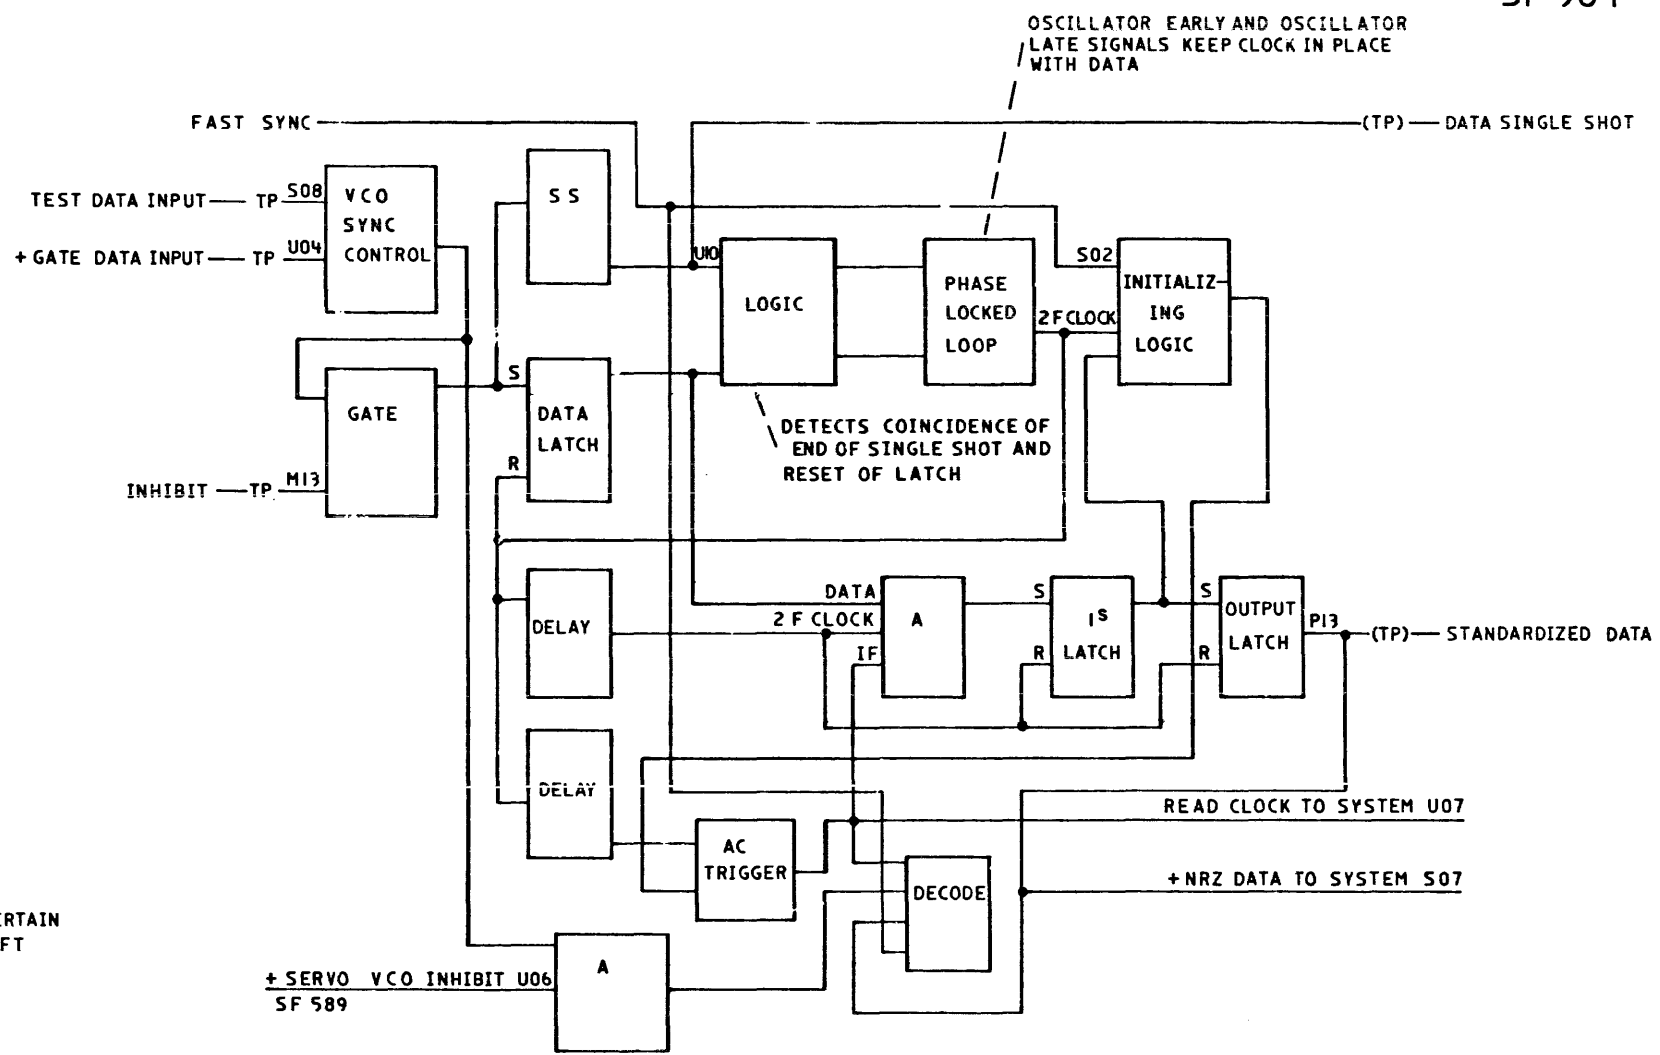 OSCILLATOR EARLY AND OSCILLATOR
LATE SIGNALS KEEP CLOCK IN PLACE
WITH DATA
FAST SYNC
(TP)
DATA SINGLE SHOT
TEST DATA INPUT TP S08
VCO
SYNC
CONTROL
+ GATE DATA INPUT TP U04
SS
U10
LOGIC
PHASE
LOCKED
LOOP
2F CLOCK
S02
INITIALIZ-
ING
LOGIC
GATE
INHIBIT TP M13
S
DATA
LATCH
R
DETECTS COINCIDENCE OF
END OF SINGLE SHOT AND
RESET OF LATCH
DELAY
DATA
2F CLOCK
IF
A
S
IS
LATCH
R
S
OUTPUT
LATCH
R
P13
(TP)
STANDARDIZED DATA
DELAY
AC
TRIGGER
READ CLOCK TO SYSTEM U07
DECODE
+NRZ DATA TO SYSTEM S07
ERTAIN
FT
A
+ SERVO VCO INHIBIT U06
SF 589